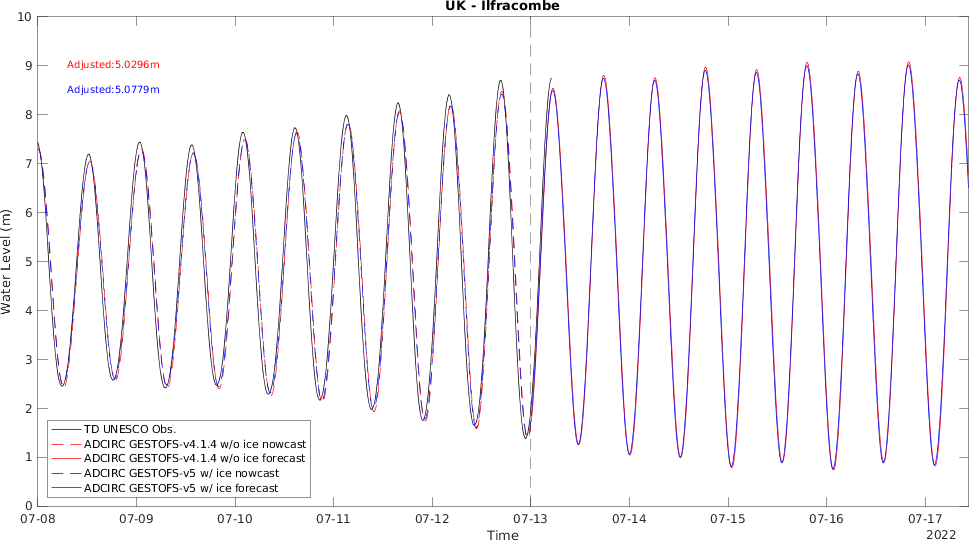 UK - Ilfracombe
10
9
8
7
6
5
4
3
2
1
0
Water Level (m)
Adjusted:5.0296m
Adjusted:5.0779m
TD UNESCO Obs.
ADCIRC GESTOFS-v4.1.4 w/o ice nowcast
ADCIRC GESTOFS-v4.1.4 w/o ice forecast
ADCIRC GESTOFS-v5 w/ ice nowcast
ADCIRC GESTOFS-v5 w/ ice forecast
07-08 07-09 07-10 07-11 07-12 07-13 07-14 07-15 07-16 07-17
Time
2022